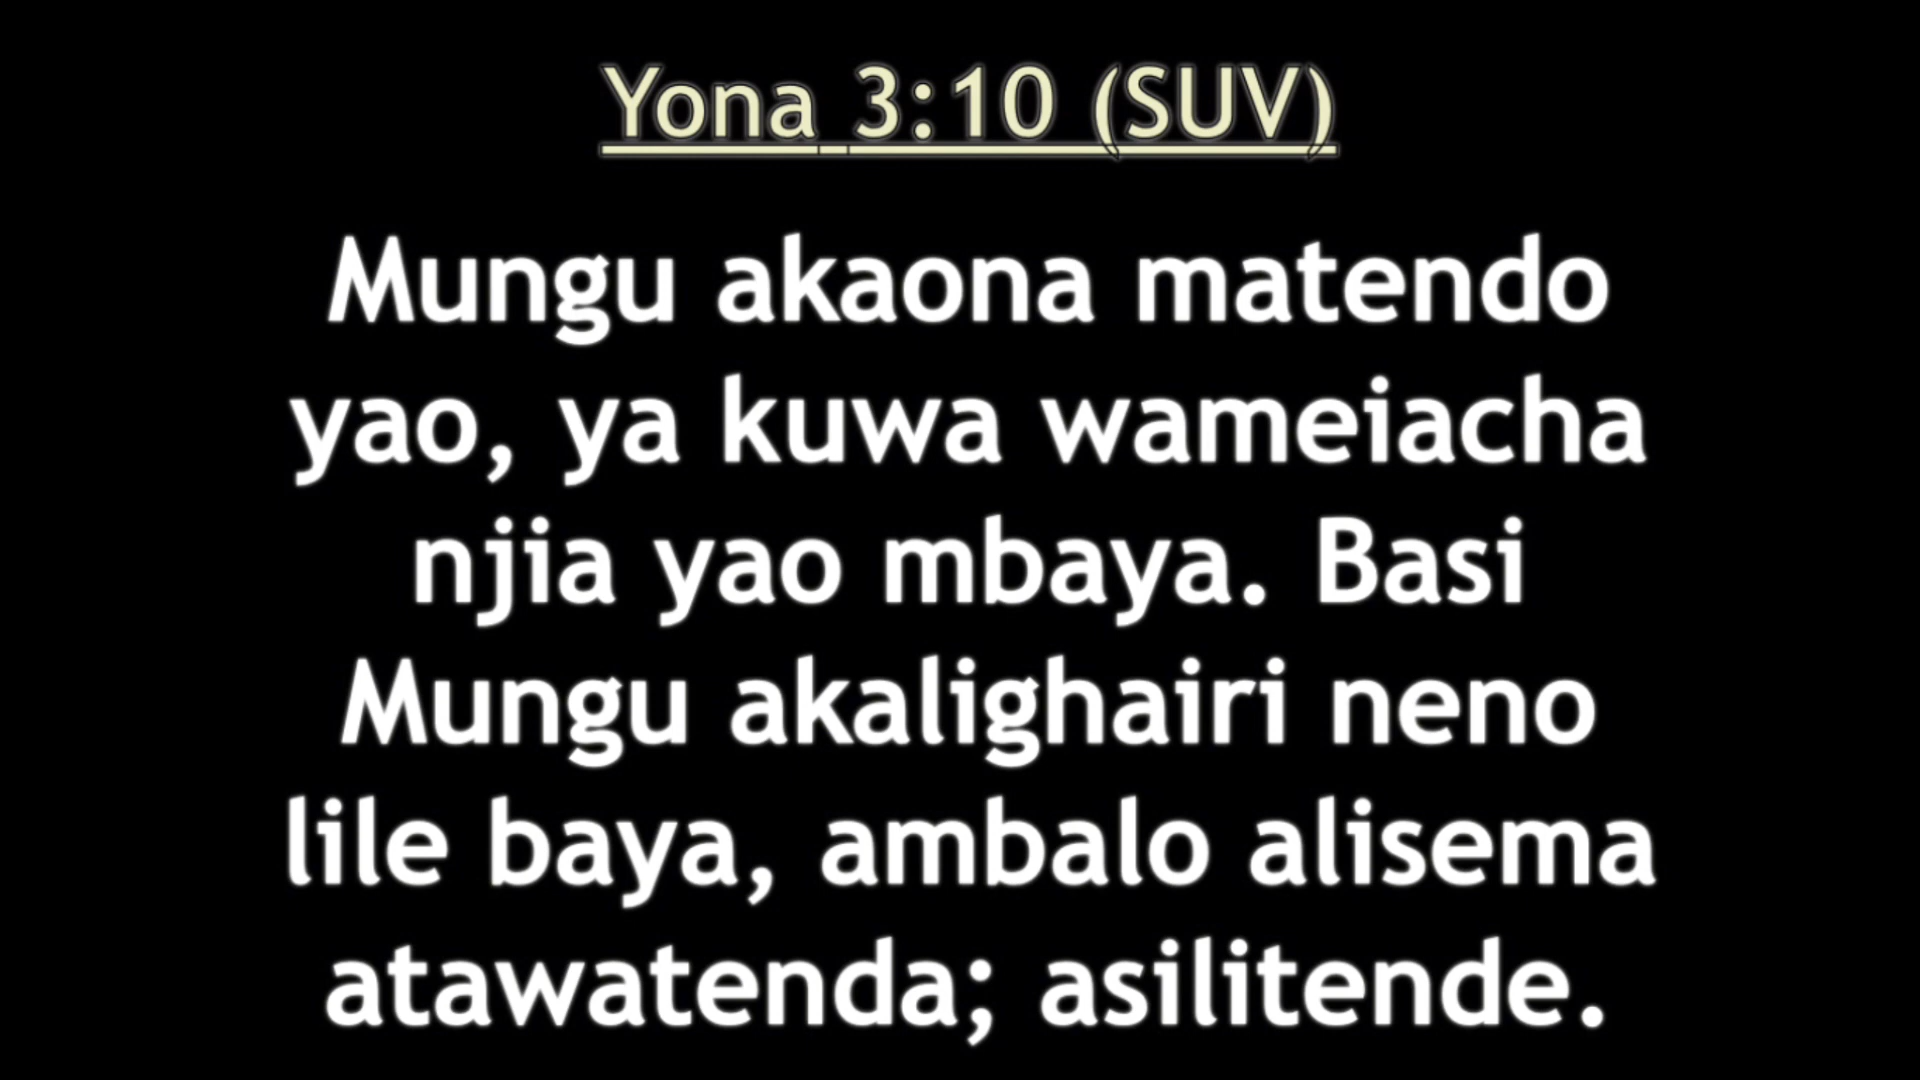 Yona 3:10 (SUV)
Mungu akaona matendo
yao, ya kuwa wameiacha
njia yao mbaya. Basi
Mungu akalighairi neno
lile baya, ambalo alisema
atawatenda; asilitende.